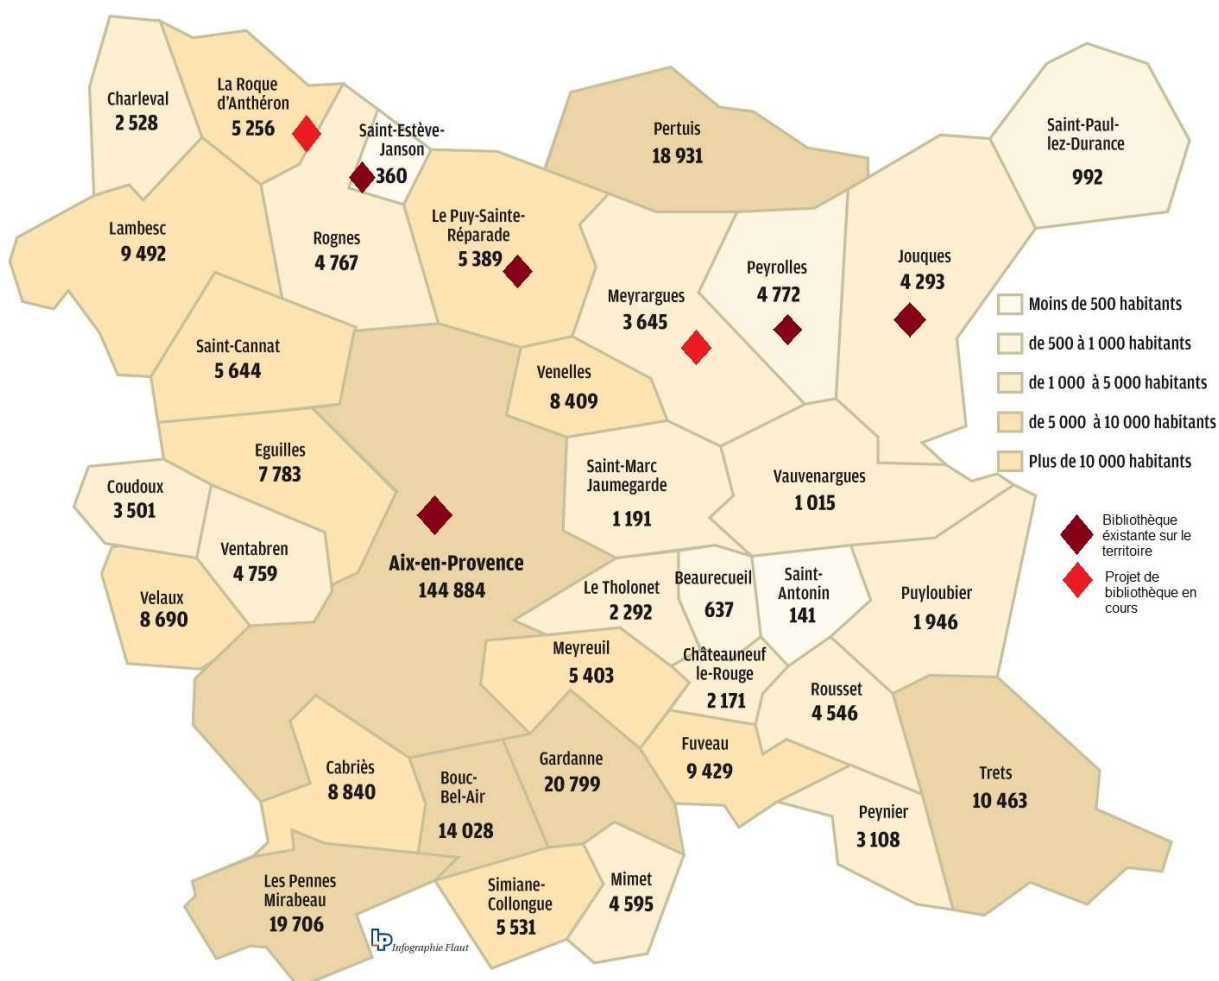 Charleval
2 528
La Roque
d'Anthéron
5 256
Saint-Estève-
Janson
360
Pertuis
18 931
Saint-Paul-
lez-Durance
992
Lambesc
9 492
Rognes
4 767
Le Puy-Sainte-
Réparade
5 389
Meyrargues
3 645
Peyrolles
4 772
Jouques
4 293
Moins de 500 habitants
de 500 à 1 000 habitants
de 1 000 à 5 000 habitants
de 5 000 à 10 000 habitants
Plus de 10 000 habitants
Saint-Cannat
5 644
Venelles
8 409
Eguilles
7 783
Saint-Marc
Jaumegarde
1 191
Vauvenargues
1 015
Coudoux
3 501
Ventabren
4 759
Aix-en-Provence
144 884
Bibliothèque
éxistante sur le
territoire
Projet de
bibliothèque en
cours
Velaux
8 690
Le Tholonet
2 292
Beaurecueil
637
Saint-
Antonin
141
Puyloubier
1 946
Meyreuil
5 403
Châteauneuf
le-Rouge
2 171
Rousset
4 546
Cabriès
8 840
Bouc-
Bel-Air
14 028
Gardanne
20 799
Fuveau
9 429
Trets
10 463
Peynier
3 108
Les Pennes
Mirabeau
19 706
Simiane-
Collongue
5 531
Mimet
4 595
LP Infographie Flaut